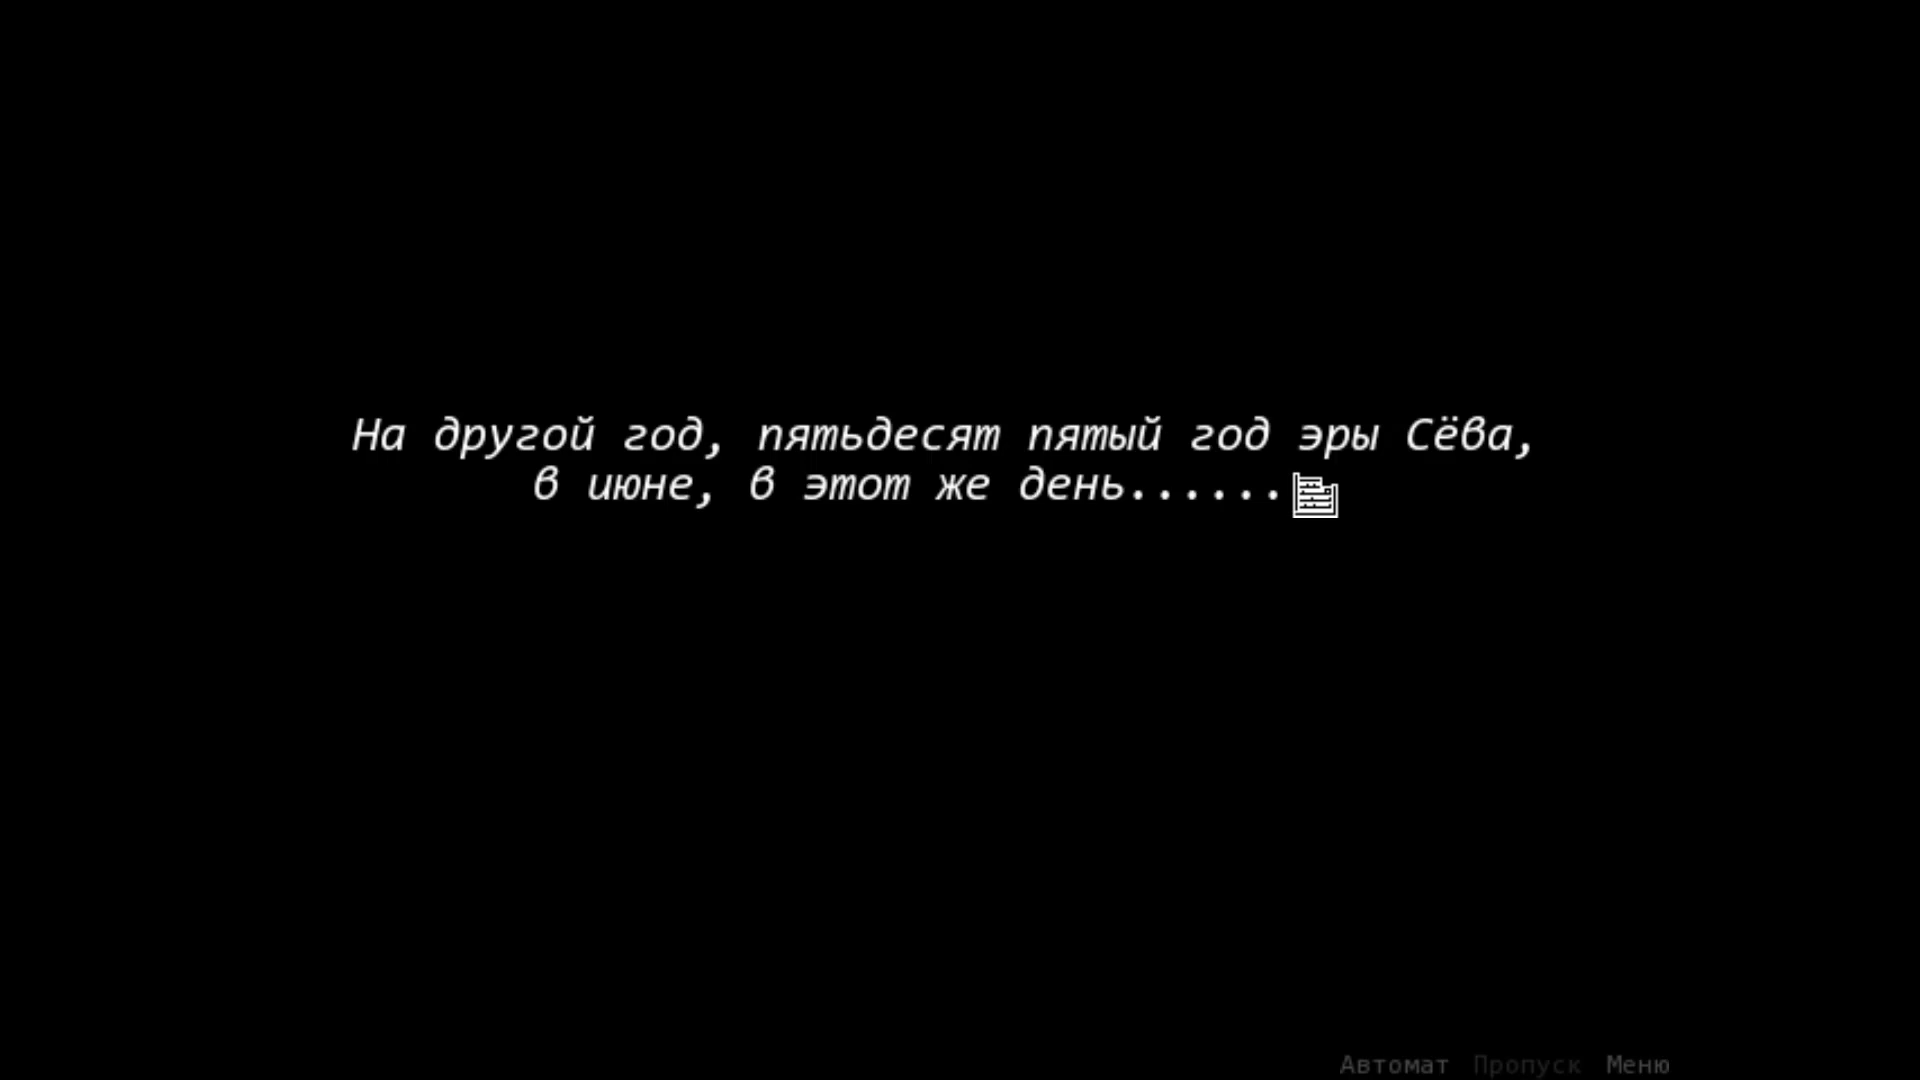 На другой год, пятьдесят пятый год эры Сёва,
в июне, в этот же день......
Автомат Пропуск Меню